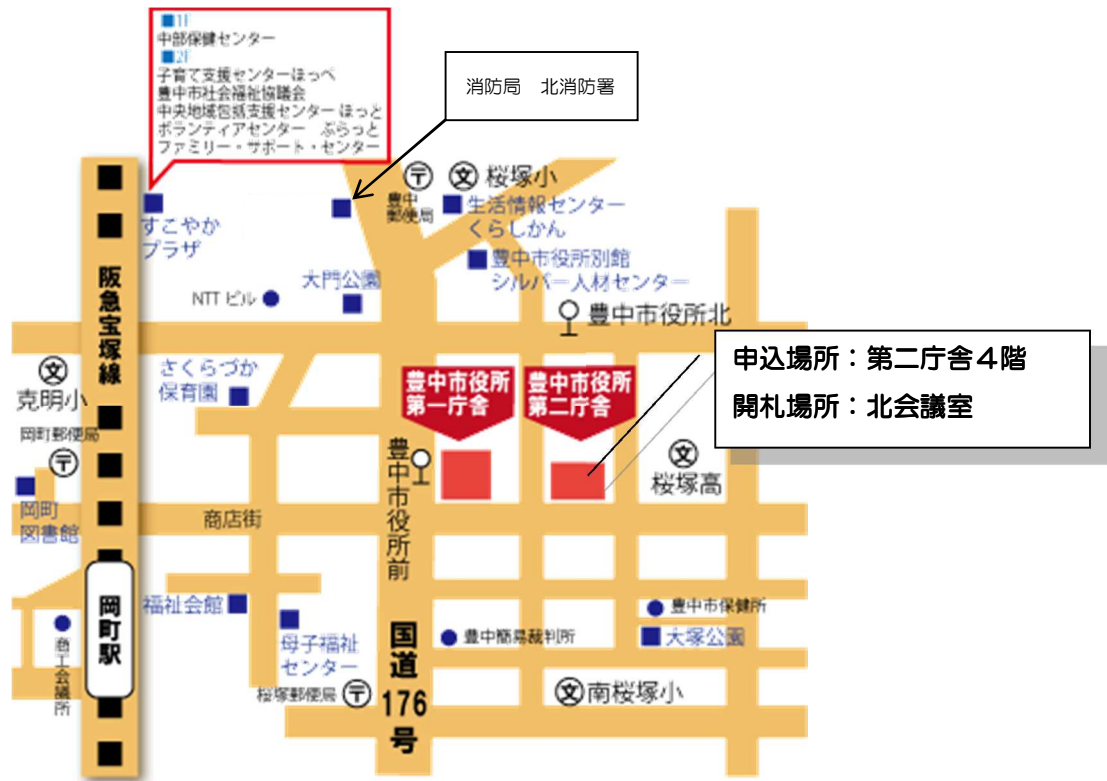 ■1F
中部保健センター
■2F
子育て支援センターほっぺ
豊中市社会福祉協議会
中央地域包括支援センター ほっと
ボランティアセンター　ぷらっと
ファミリー・サポート・センター
消防局　北消防署
〒
豊中
郵便局
文 桜塚小
生活情報センター
くらしかん
すこやか
プラザ
豊中市役所別館
シルバー人材センター
大門公園
NTT ビル
豊中市役所北
阪急宝塚線
申込場所：第二庁舎４階
開札場所：北会議室
文
克明小
さくらづか
保育園
豊中市役所
第一庁舎
豊中市役所
第二庁舎
岡町郵便局
〒
豊中市役所前
文
桜塚高
岡町
図書館
商店街
岡町駅
福祉会館
商工会議所
母子福祉
センター
国道176号
豊中簡易裁判所
豊中市保健所
大塚公園
桜塚郵便局 〒
文 南桜塚小